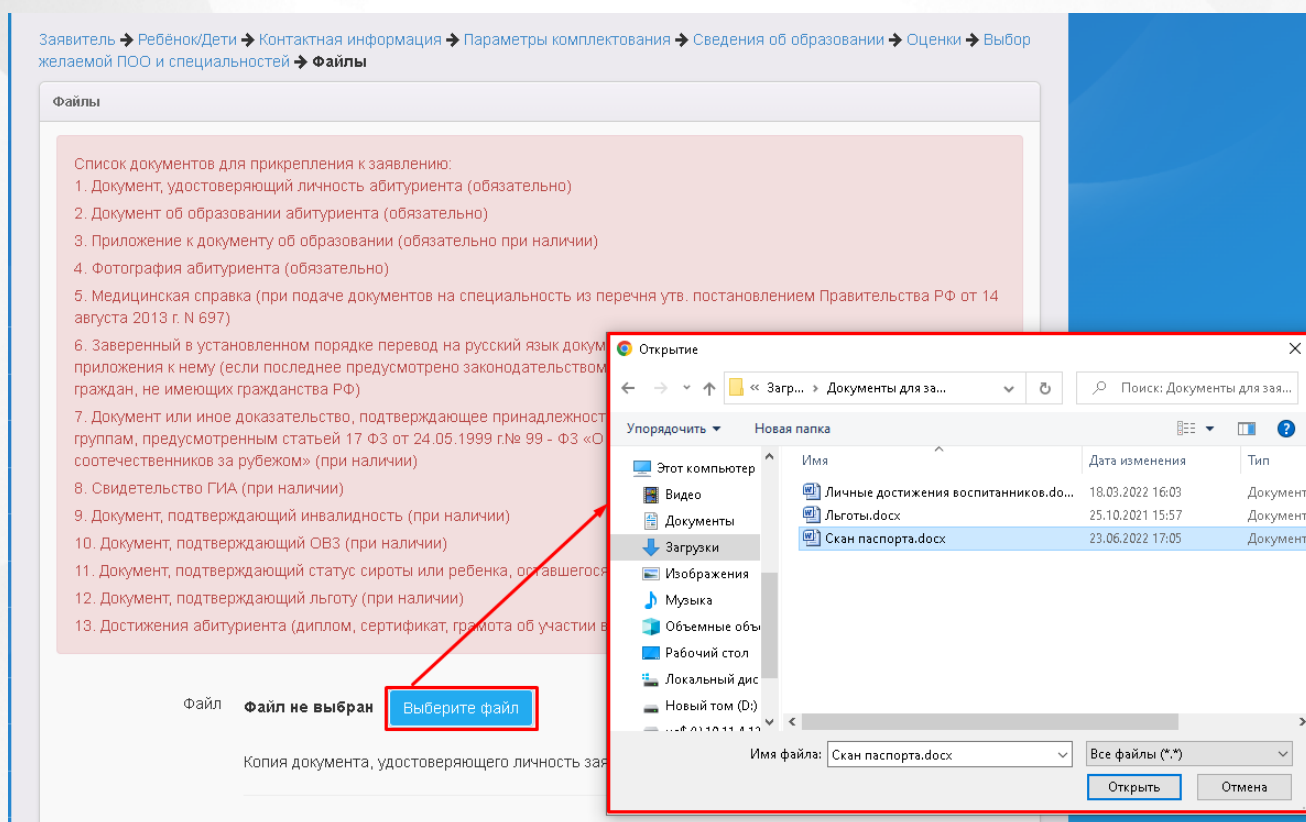 Заявитель ➔ Ребёнок/Дети ➔ Контактная информация ➔ Параметры комплектования ➔ Сведения об образовании ➔ Оценки ➔ Выбор
желаемой ПОО и специальностей ➔ Файлы
Файлы
Список документов для прикрепления к заявлению:
1. Документ, удостоверяющий личность абитуриента (обязательно)
2. Документ об образовании абитуриента (обязательно)
3. Приложение к документу об образовании (обязательно при наличии)
4. Фотография абитуриента (обязательно)
5. Медицинская справка (при подаче документов на специальность из перечня утв. постановлением Правительства РФ от 14
августа 2013 г. N 697)
6. Заверенный в установленном порядке перевод на русский язык докум
приложения к нему (если последнее предусмотрено законодательством
граждан, не имеющих гражданства РФ)
7. Документ или иное доказательство, подтверждающее принадлежност
группам, предусмотренным статьей 17 ФЗ от 24.05.1999 г.№ 99 - ФЗ «О
соотечественников за рубежом» (при наличии)
8. Свидетельство ГИА (при наличии)
9. Документ, подтверждающий инвалидность (при наличии)
10. Документ, подтверждающий ОВЗ (при наличии)
11. Документ, подтверждающий статус сироты или ребенка, оставшегося
12. Документ, подтверждающий льготу (при наличии)
13. Достижения абитуриента (диплом, сертификат, грамота об участии в
Файл Файл не выбран Выберите файл
Копия документа, удостоверяющего личность зая
Открытие
« Загр... › Документы для за... Поиск: Документы для зая...
Упорядочить Новая папка
Имя Дата изменения Тип
Этот компьютер
Видео
Документы
Загрузки
Изображения
Музыка
Объемные объ
Рабочий стол
Локальный дис
Новый том (D:)
Личные достижения воспитанников.do... 18.03.2022 16:03 Документ
Льготы.docx 25.10.2021 15:57 Документ
Скан паспорта.docx 23.06.2022 17:05 Документ
Имя файла: Скан паспорта.docx Все файлы (*.*)
Открыть Отмена